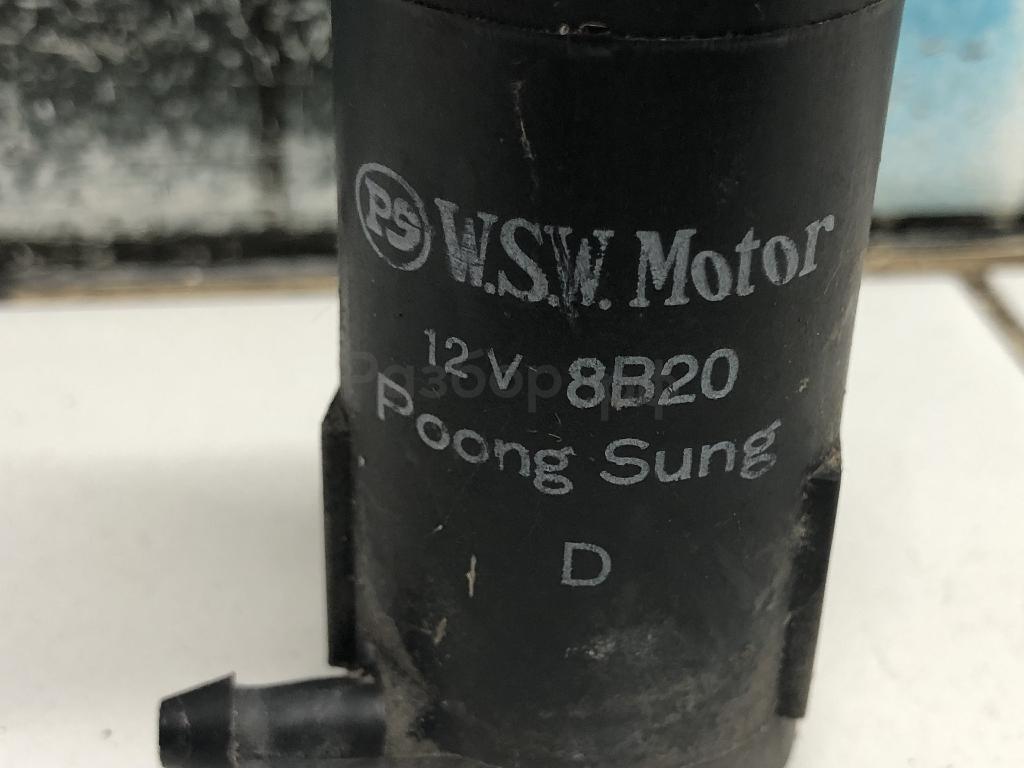 PS W.S.W. Motor
12V 8B20
Poong Sung
D